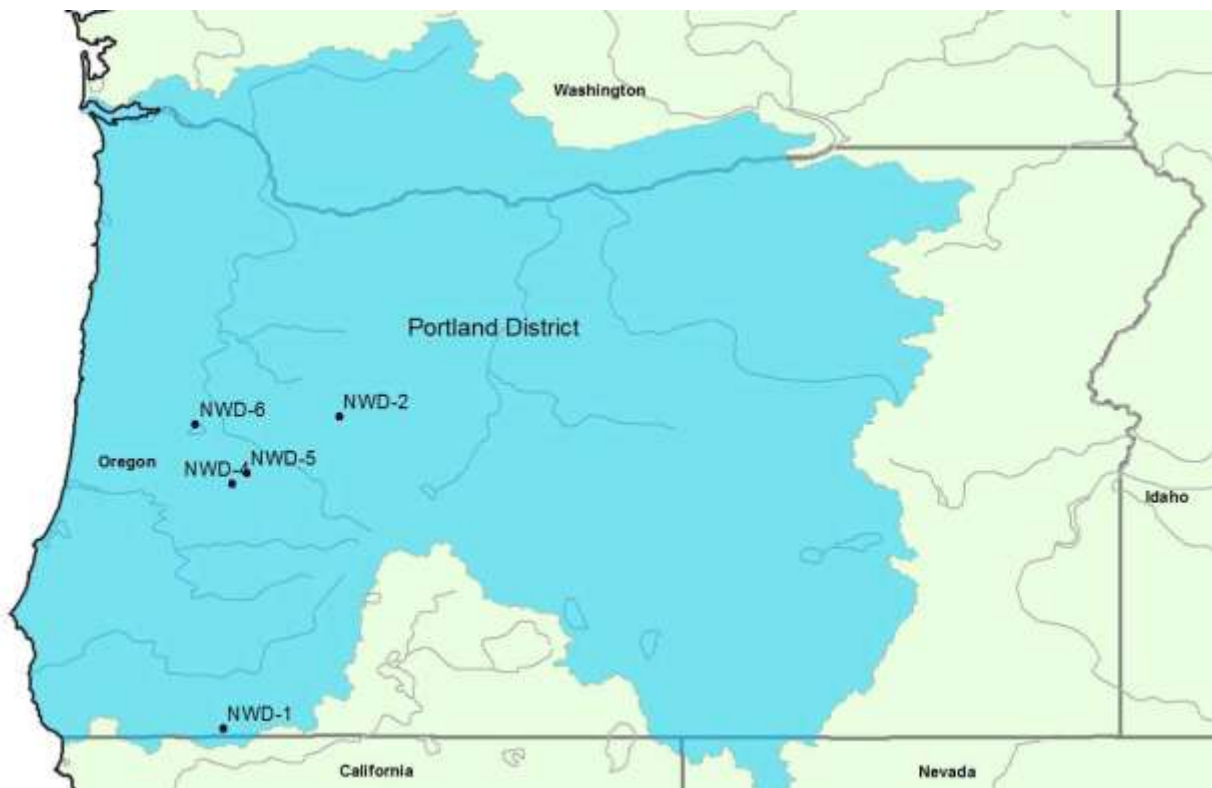 Washington
Portland District
NWD-6
NWD-2
Oregon
NWD-4
NWD-5
Idaho
NWD-1
California
Nevada